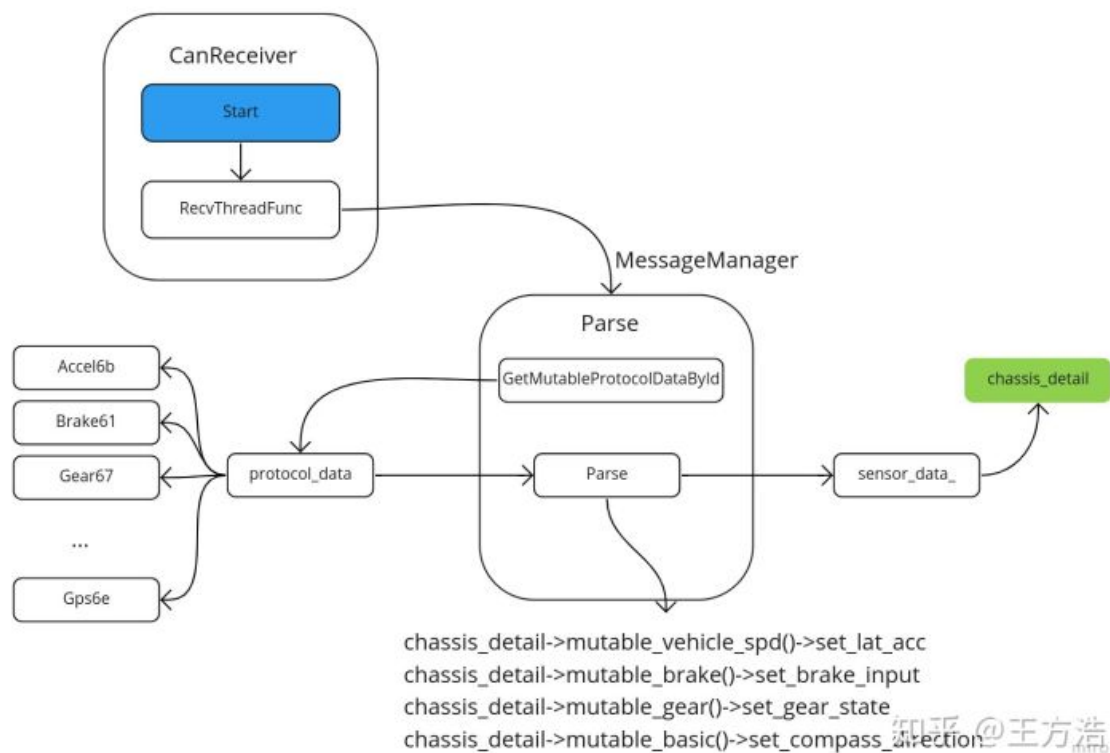 CanReceiver
Start
RecvThreadFunc
MessageManager
Parse
GetMutableProtocolDataById
chassis_detail
Accel6b
Brake61
Gear67
protocol_data
Parse
sensor_data_
...
Gps6e
chassis_detail->mutable_vehicle_spd()->set_lat_acc
chassis_detail->mutable_brake()->set_brake_input
chassis_detail->mutable_gear()->set_gear_state
chassis_detail->mutable_basic()->set_compass_direction
知乎 @王方浩